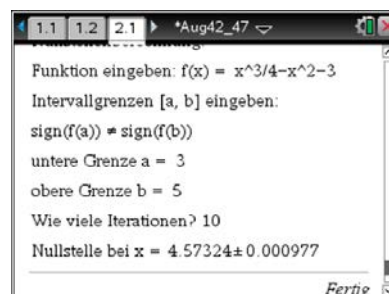 1.1 1.2 2.1 *Aug42_47
Funktion eingeben: f(x) = x^3/4−x^2−3
Intervallgrenzen [a, b] eingeben:
sign(f(a)) ≠ sign(f(b))
untere Grenze a = 3
obere Grenze b = 5
Wie viele Iterationen? 10
Nullstelle bei x = 4.57324±0.000977
Fertig